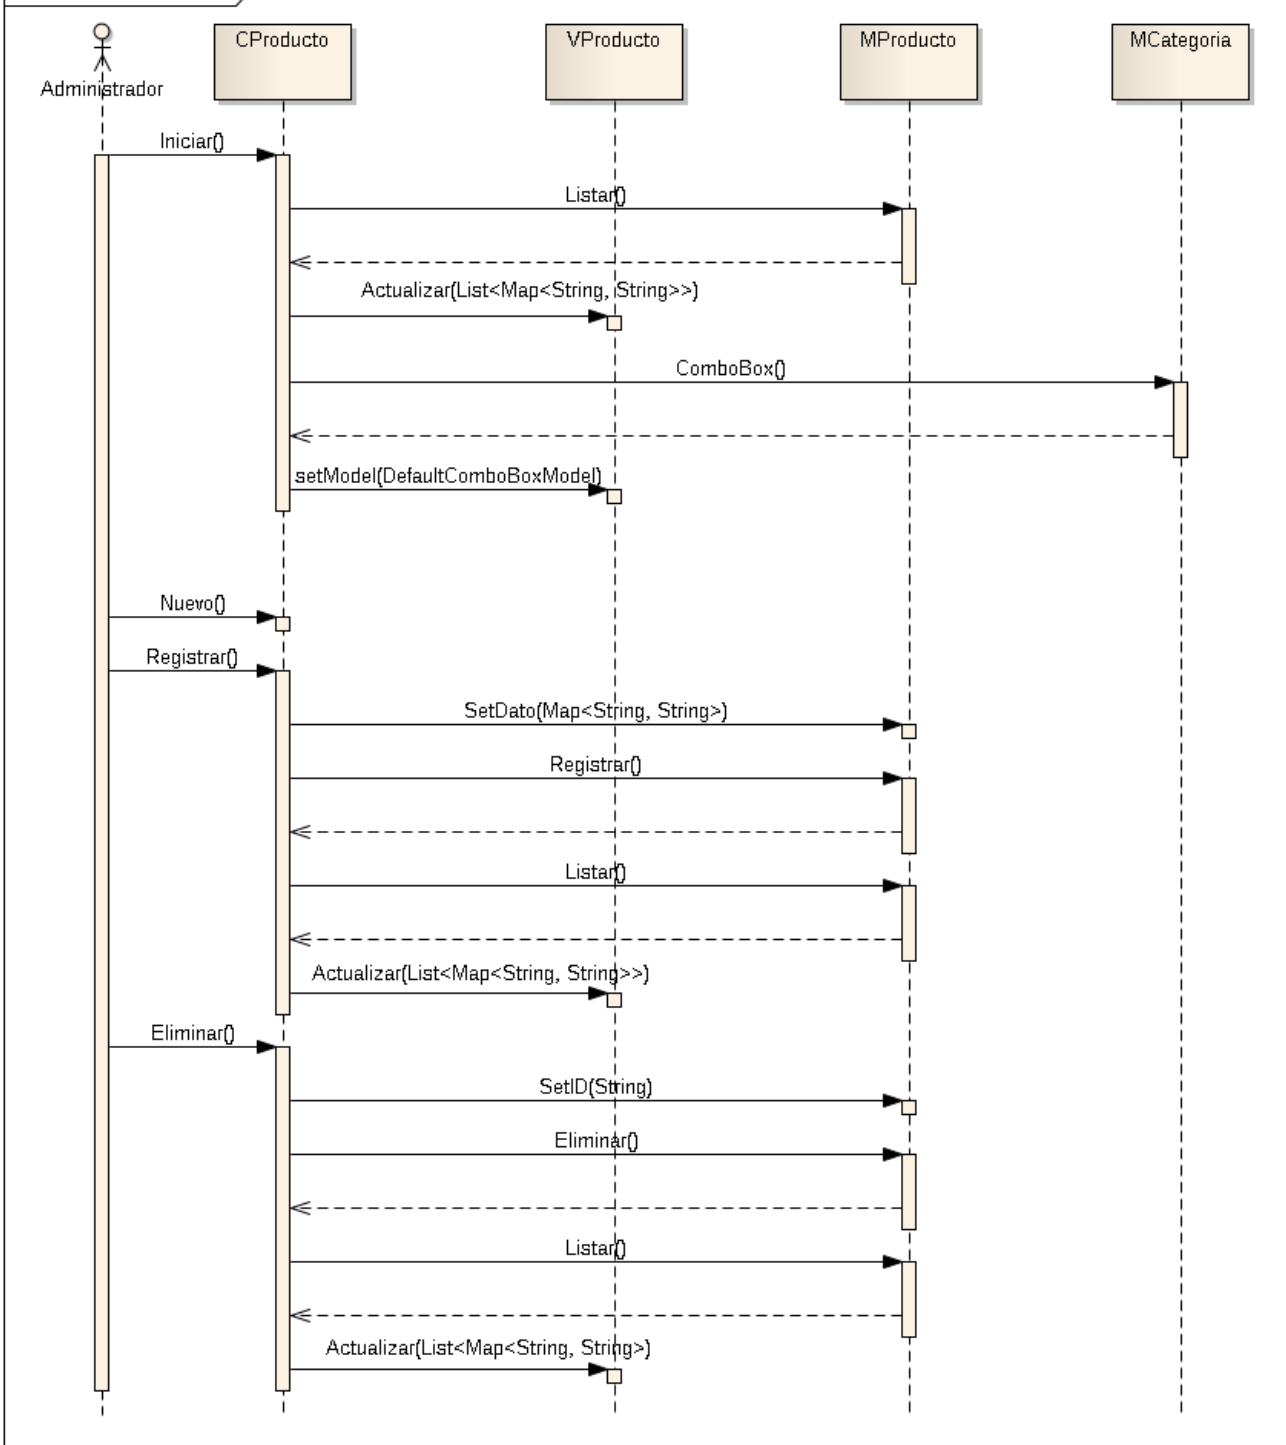 CProducto
VProducto
MProducto
MCategoria
Administrador
Iniciar()
Listar()
Actualizar(List<Map<String, String>>)
ComboBox()
setModel(DefaultComboBoxModel)
Nuevo()
Registrar()
SetDato(Map<String, String>)
Registrar()
Listar()
Actualizar(List<Map<String, String>>)
Eliminar()
SetID(String)
Eliminar()
Listar()
Actualizar(List<Map<String, String>)